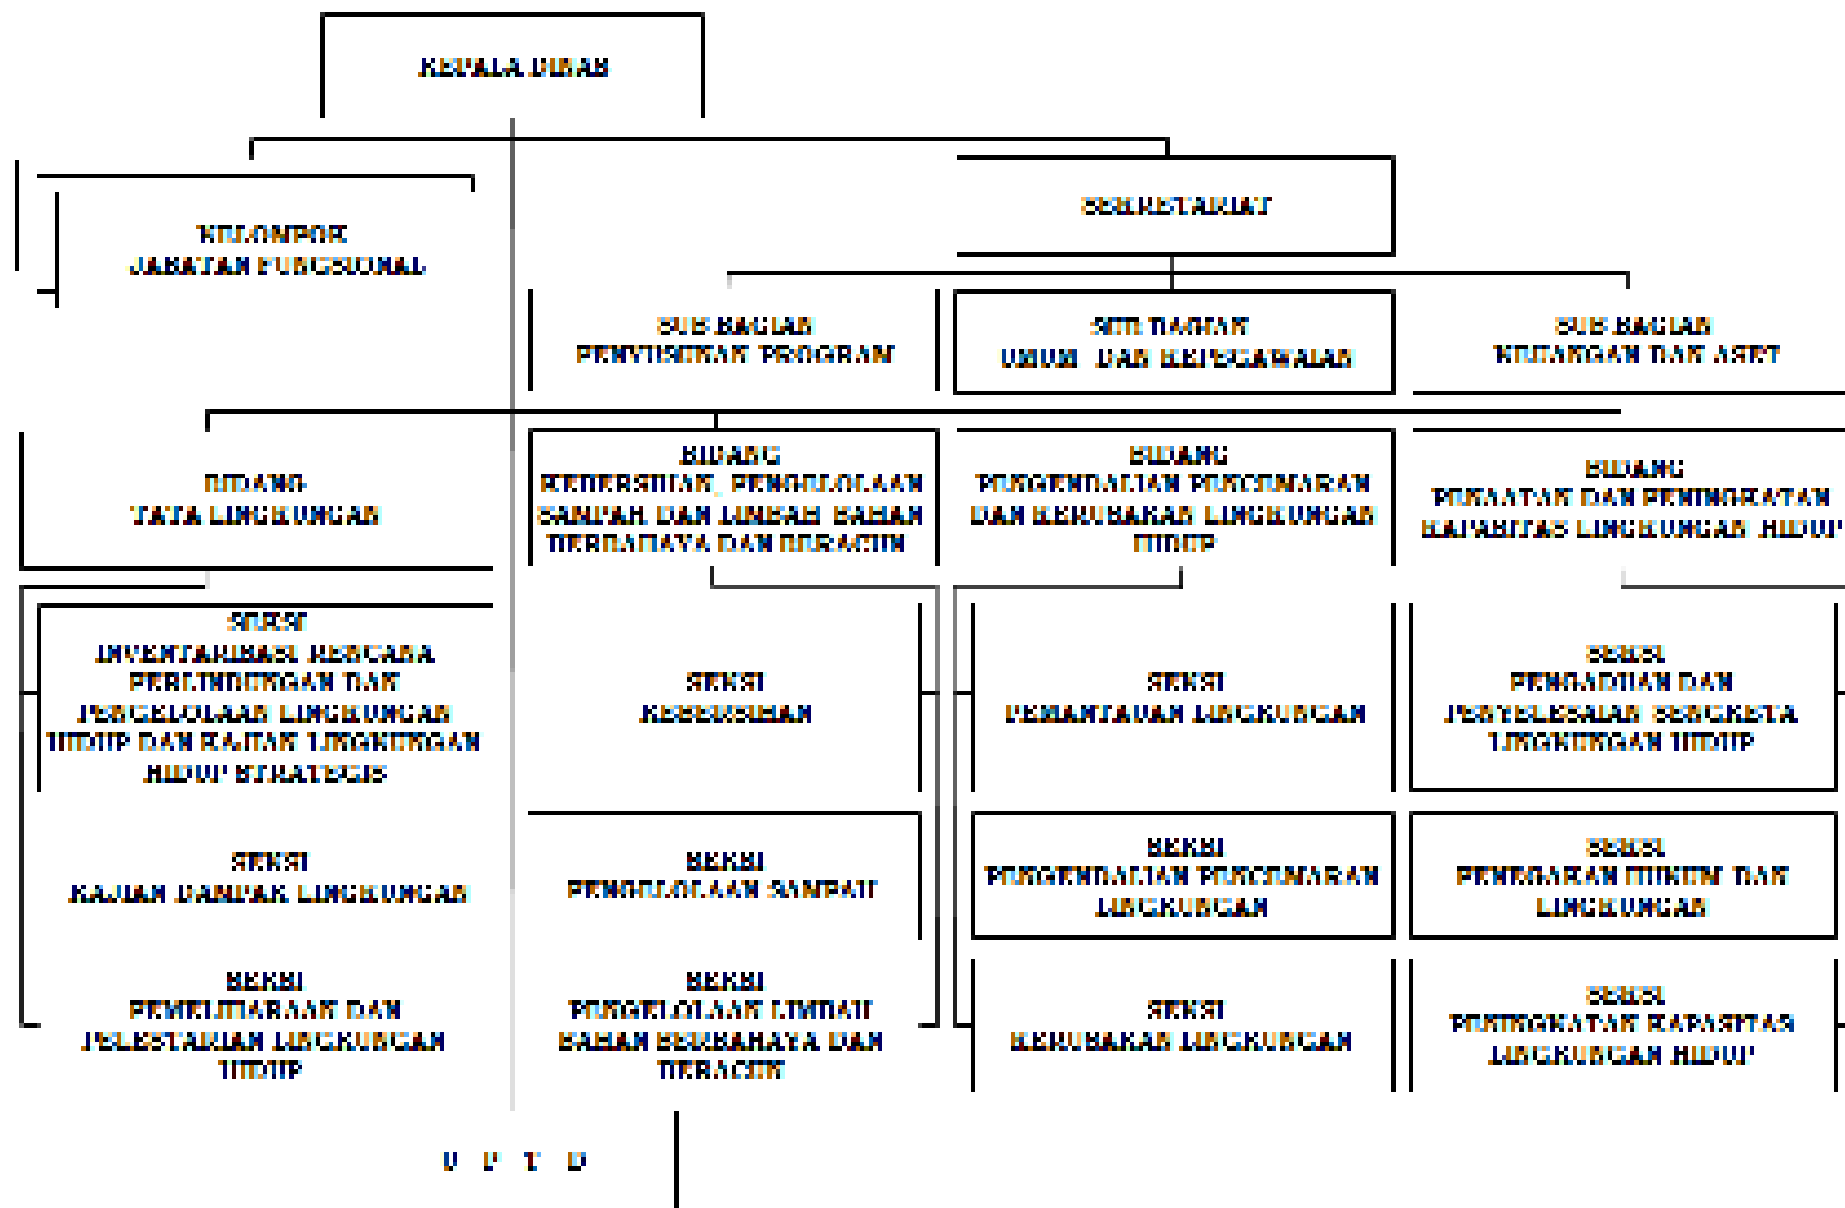 KEPALA DINAS
SEKRETARIAT
KELOMPOK
JABATAN FUNGSIONAL
SUB BAGIAN
PENYUSUNAN PROGRAM
SUB BAGIAN
UMUM DAN KEPEGAWAIAN
SUB BAGIAN
KEUANGAN DAN ASET
BIDANG
TATA LINGKUNGAN
BIDANG
KEBERSIHAN, PENGELOLAAN
SAMPAH DAN LIMBAH BAHAN
BERBAHAYA DAN BERACUN
BIDANG
PENGENDALIAN PENCEMARAN
DAN KERUSAKAN LINGKUNGAN
HIDUP
BIDANG
PENAATAN DAN PENINGKATAN
KAPASITAS LINGKUNGAN HIDUP
SEKSI
INVENTARISASI RENCANA
PERLINDUNGAN DAN
PENGELOLAAN LINGKUNGAN
HIDUP DAN KAJIAN LINGKUNGAN
HIDUP STRATEGIS
SEKSI
KEBERSIHAN
SEKSI
PEMANTAUAN LINGKUNGAN
SEKSI
PENGADUAN DAN
PENYELESAIAN SENGKETA
LINGKUNGAN HIDUP
SEKSI
KAJIAN DAMPAK LINGKUNGAN
SEKSI
PENGELOLAAN SAMPAH
SEKSI
PENGENDALIAN PENCEMARAN
LINGKUNGAN
SEKSI
PENEGAKAN HUKUM DAN
LINGKUNGAN
SEKSI
PEMELIHARAAN DAN
PELESTARIAN LINGKUNGAN
HIDUP
SEKSI
PENGELOLAAN LIMBAH
BAHAN BERBAHAYA DAN
BERACUN
SEKSI
KERUSAKAN LINGKUNGAN
SEKSI
PENINGKATAN KAPASITAS
LINGKUNGAN HIDUP
U P T D